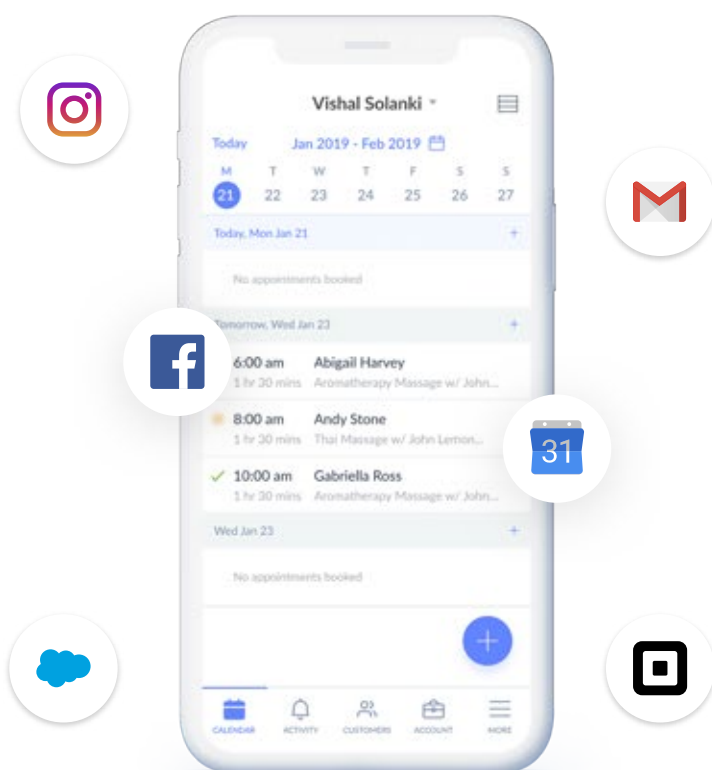 Vishal Solanki
Today Jan 2019 - Feb 2019
M T W T F S S
21 22 23 24 25 26 27
Today, Mon Jan 21 +
No appointments booked
Tomorrow, Wed Jan 23 +
6:00 am Abigail Harvey
1 hr 30 mins Aromatherapy Massage w/ John...
8:00 am Andy Stone
1 hr 30 mins Thai Massage w/ John Lemon...
31
10:00 am Gabriella Ross
1 hr 30 mins Aromatherapy Massage w/ John...
Wed Jan 23 +
No appointments booked
+
CALENDAR ACTIVITY CUSTOMERS ACCOUNT MORE